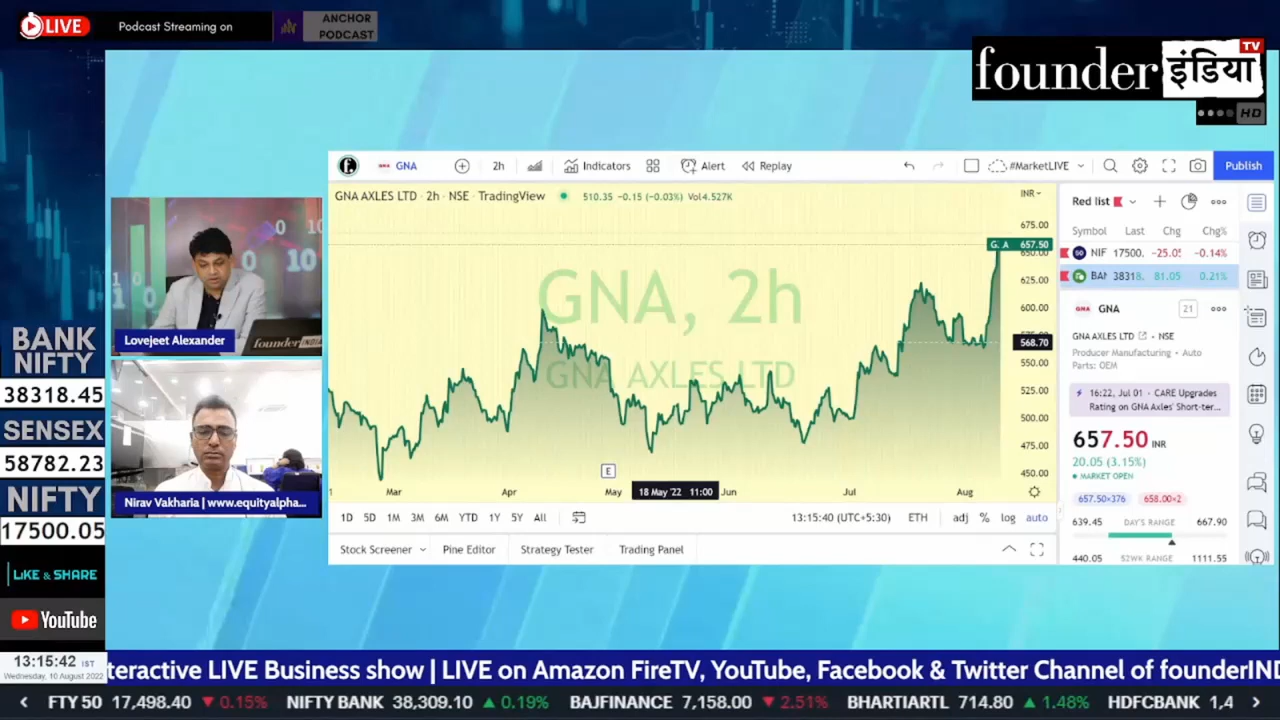 LIVE
Podcast Streaming on
ANCHOR
PODCAST
founder इंडिया TV
HD
GNA
2h
Indicators
Alert
Replay
#MarketLIVE
Publish
GNA AXLES LTD · 2h · NSE · TradingView
510.35 −0.15 (−0.03%) Vol4.527K
INR
675.00
657.50
650.00
625.00
600.00
568.70
550.00
525.00
500.00
475.00
450.00
GNA, 2h
GNA AXLES LTD
E
Mar
Apr
May
18 May '22 11:00
Jun
Jul
Aug
1D 5D 1M 3M 6M YTD 1Y 5Y All
13:15:40 (UTC+5:30)
ETH
adj % log auto
Stock Screener
Pine Editor
Strategy Tester
Trading Panel
Red list
Symbol Last Chg Chg%
NIF 17500. −25.05 −0.14%
BAN 38318. 81.05 0.21%
GNA
21
GNA AXLES LTD · NSE
Producer Manufacturing · Auto
Parts: OEM
16:22, Jul 01 · CARE Upgrades
Rating on GNA Axles' Short-ter...
657.50 INR
20.05 (3.15%)
MARKET OPEN
657.50×376 658.00×2
639.45 DAY'S RANGE 667.90
440.05 52WK RANGE 1111.55
Lovejeet Alexander
founder INDIA
Nirav Vakharia | www.equityalpha...
BANK
NIFTY
38318.45
SENSEX
58782.23
NIFTY
17500.05
LIKE & SHARE
YouTube
13:15:42 IST
Wednesday, 10 August 2022
teractive LIVE Business show | LIVE on Amazon FireTV, YouTube, Facebook & Twitter Channel of founderIND
FTY 50 17,498.40 ▼ 0.15% NIFTY BANK 38,309.10 ▲ 0.19% BAJFINANCE 7,158.00 ▼ 2.51% BHARTIARTL 714.80 ▲ 1.48% HDFCBANK 1,4